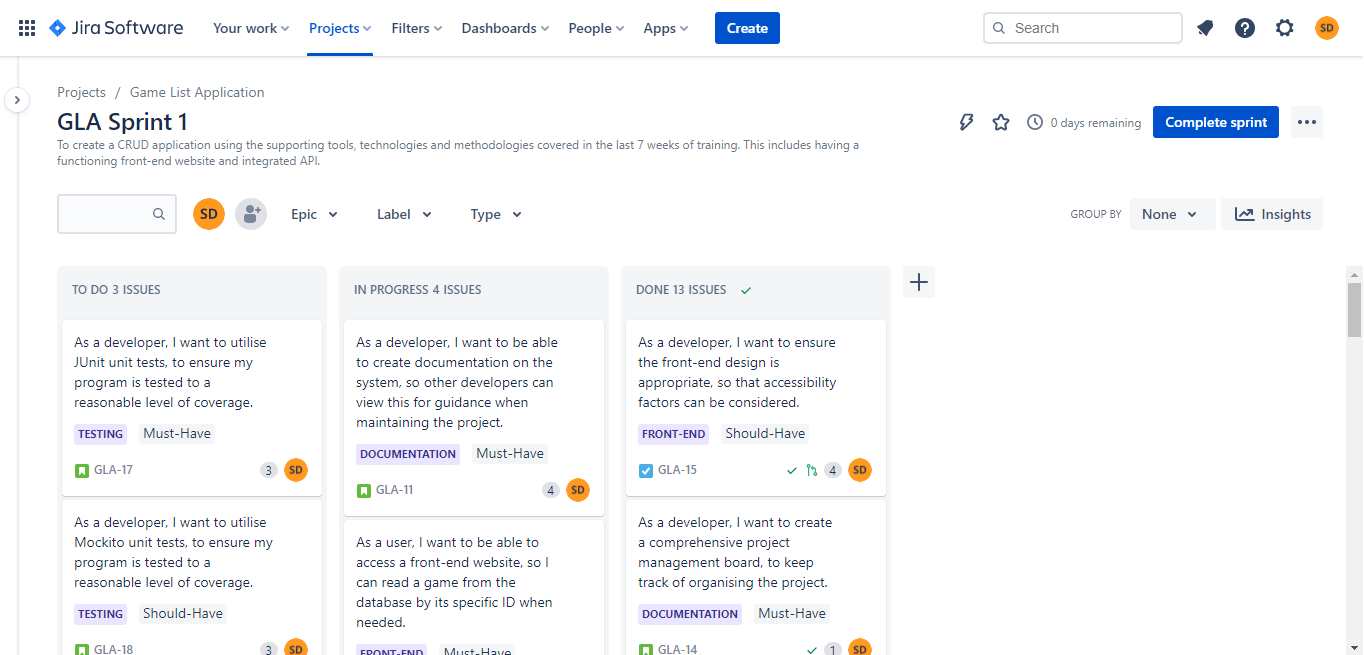 Jira Software
Your work
Projects
Filters
Dashboards
People
Apps
Create
Search
SD
Projects / Game List Application
GLA Sprint 1
0 days remaining
Complete sprint
To create a CRUD application using the supporting tools, technologies and methodologies covered in the last 7 weeks of training. This includes having a
functioning front-end website and integrated API.
SD
Epic
Label
Type
GROUP BY
None
Insights
TO DO 3 ISSUES
As a developer, I want to utilise
JUnit unit tests, to ensure my
program is tested to a
reasonable level of coverage.
TESTING Must-Have
GLA-17 3 SD
As a developer, I want to utilise
Mockito unit tests, to ensure my
program is tested to a
reasonable level of coverage.
TESTING Should-Have
GLA-18 3 SD
IN PROGRESS 4 ISSUES
As a developer, I want to be able
to create documentation on the
system, so other developers can
view this for guidance when
maintaining the project.
DOCUMENTATION Must-Have
GLA-11 4 SD
As a user, I want to be able to
access a front-end website, so I
can read a game from the
database by its specific ID when
needed.
FRONT-END Must-Have
DONE 13 ISSUES
As a developer, I want to ensure
the front-end design is
appropriate, so that accessibility
factors can be considered.
FRONT-END Should-Have
GLA-15 4 SD
As a developer, I want to create
a comprehensive project
management board, to keep
track of organising the project.
DOCUMENTATION Must-Have
GLA-14 1 SD